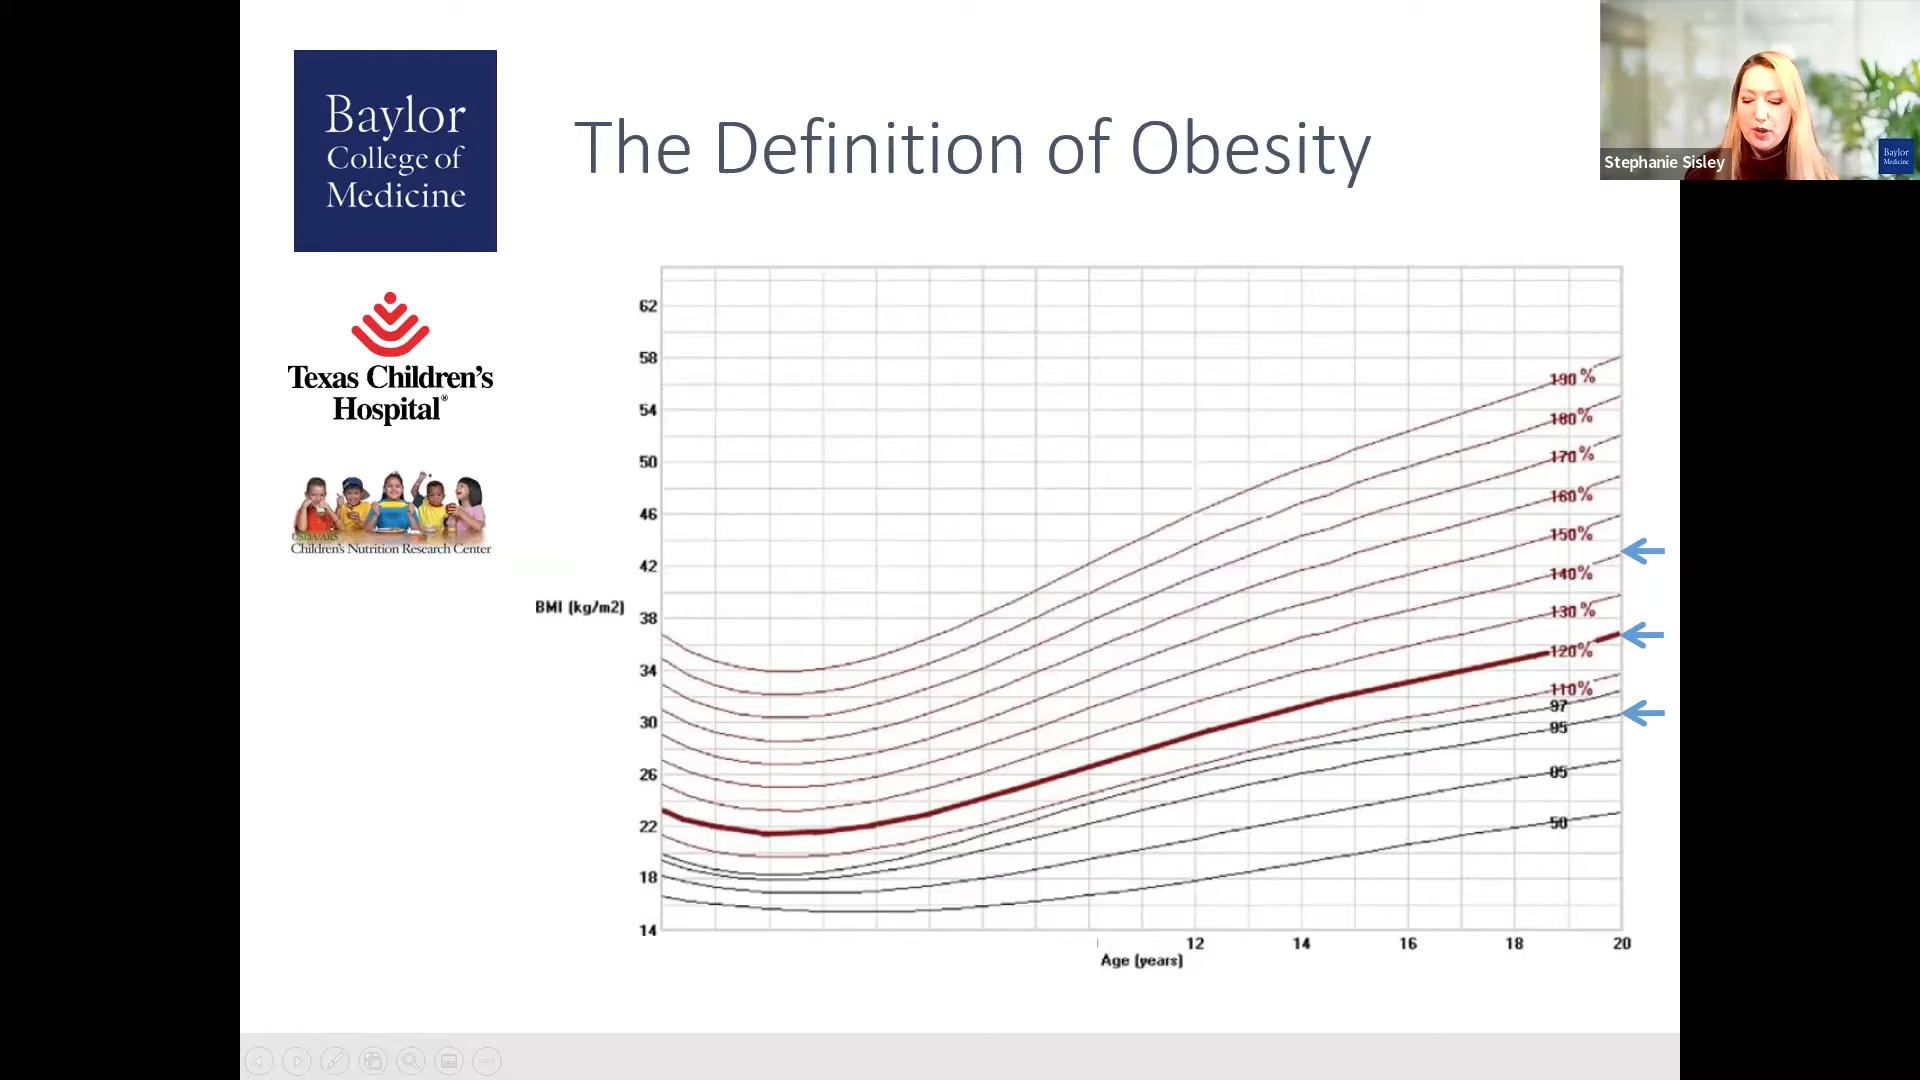 Baylor
College of
Medicine
The Definition of Obesity
Stephanie Sisley
Baylor
Medicine
Texas Children's
Hospital®
USDA/ARS
Children's Nutrition Research Center
62
58
54
50
46
42
BMI (kg/m2)
38
34
30
26
22
18
14
190 %
180%
170%
160%
150%
140%
130 %
120%
110%
97
95
85
50
12 14 16 18 20
Age (years)